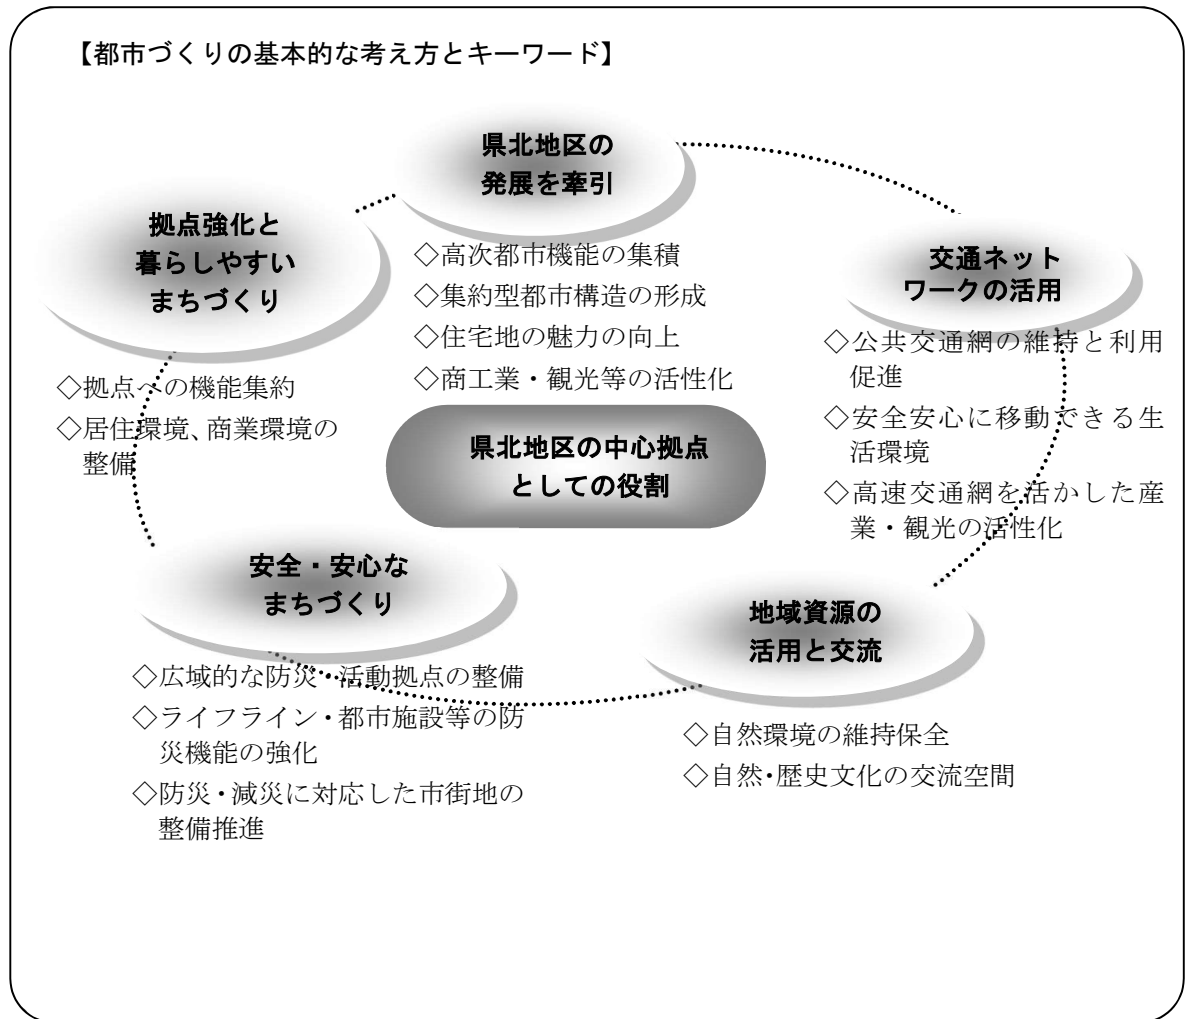 【都市づくりの基本的な考え方とキーワード】
県北地区の
発展を牽引
◇高次都市機能の集積
◇集約型都市構造の形成
◇住宅地の魅力の向上
◇商工業・観光等の活性化
拠点強化と
暮らしやすい
まちづくり
◇拠点への機能集約
◇居住環境、商業環境の
整備
交通ネット
ワークの活用
◇公共交通網の維持と利用
促進
◇安全安心に移動できる生
活環境
◇高速交通網を活かした産
業・観光の活性化
県北地区の中心拠点
としての役割
安全・安心な
まちづくり
◇広域的な防災・活動拠点の整備
◇ライフライン・都市施設等の防
災機能の強化
◇防災・減災に対応した市街地の
整備推進
地域資源の
活用と交流
◇自然環境の維持保全
◇自然・歴史文化の交流空間